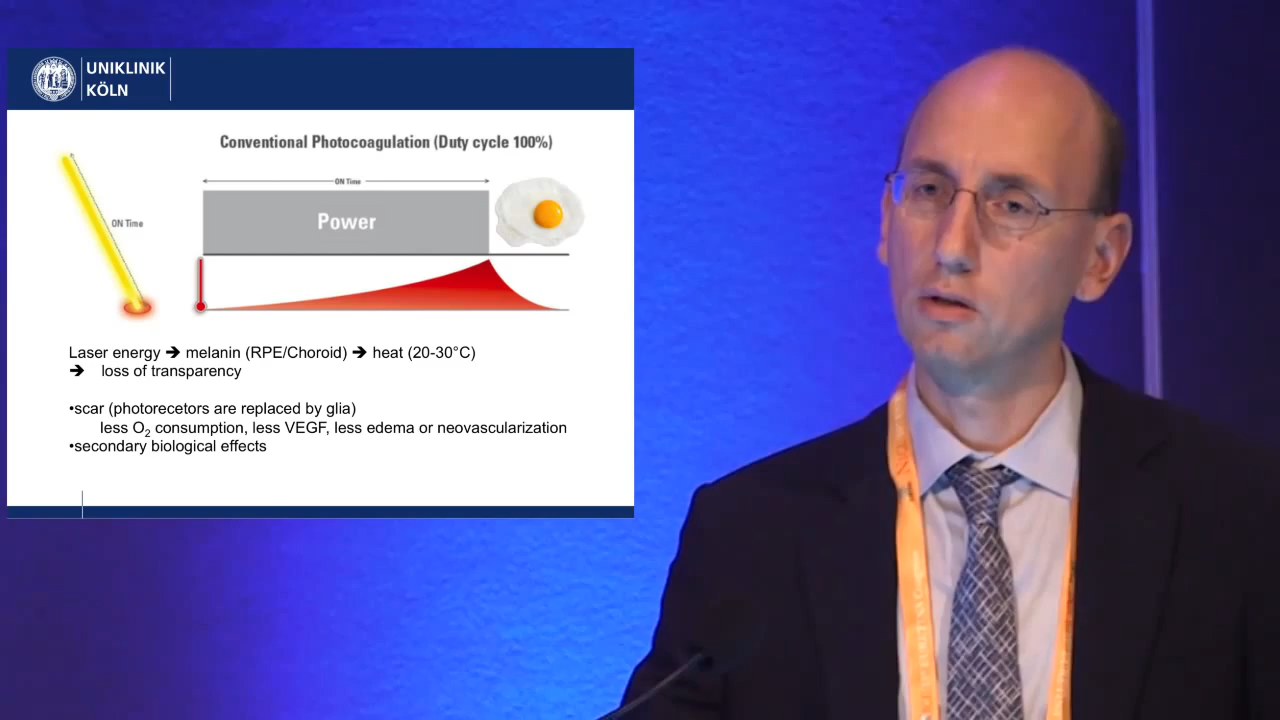 UNIKLINIK
KÖLN
Conventional Photocoagulation (Duty cycle 100%)
ON Time
ON Time
Power
Laser energy ➔ melanin (RPE/Choroid) ➔ heat (20-30°C)
➔ loss of transparency
•scar (photorecetors are replaced by glia)
less O2 consumption, less VEGF, less edema or neovascularization
•secondary biological effects